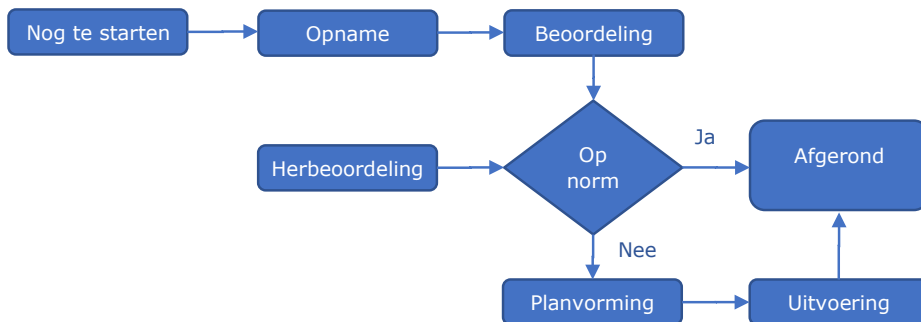 Nog te starten
Opname
Beoordeling
Herbeoordeling
Op
norm
Ja
Afgerond
Nee
Planvorming
Uitvoering